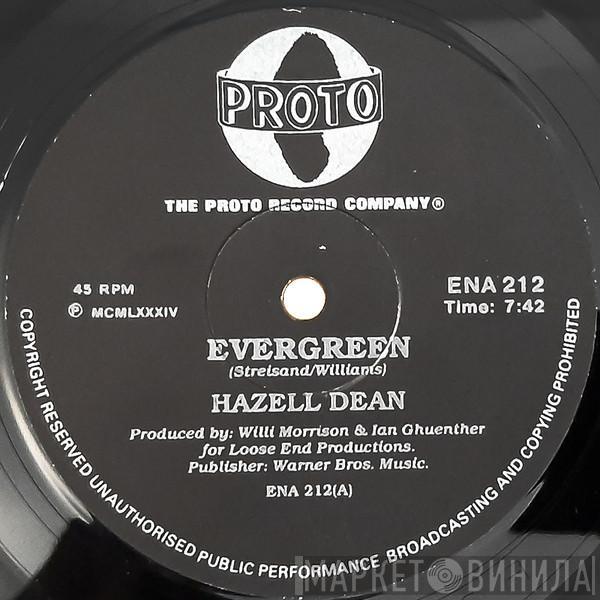 PROTO
THE PROTO RECORD COMPANY®
45 RPM
Ⓟ MCMLXXXIV
ENA 212
Time: 7:42
EVERGREEN
(Streisand/Williams)
HAZELL DEAN
Produced by: Willi Morrison & Ian Ghuenther
for Loose End Productions.
Publisher: Warner Bros. Music.
ENA 212(A)
COPYRIGHT RESERVED UNAUTHORISED PUBLIC PERFORMANCE, BROADCASTING AND COPYING PROHIBITED
МАРКЕТ ВИНИЛА